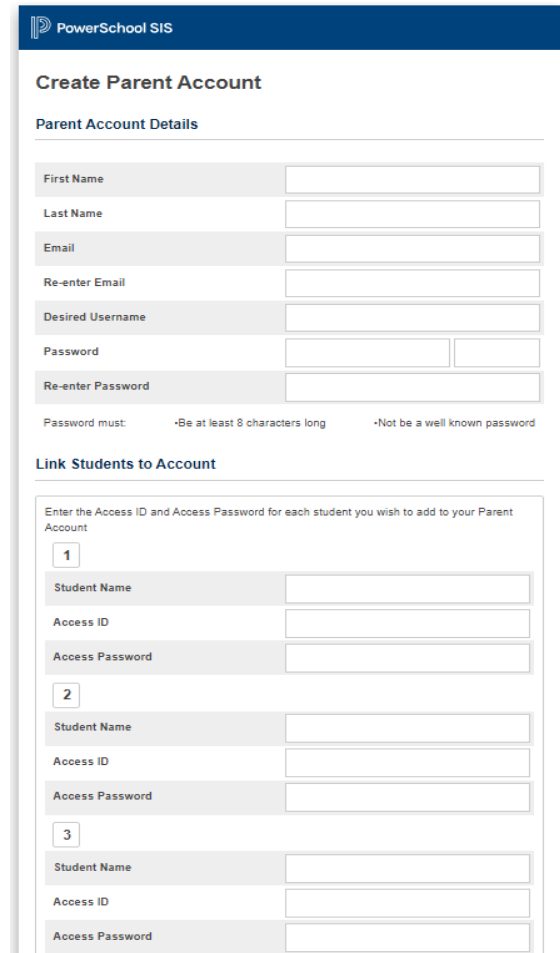 PowerSchool SIS
Create Parent Account
Parent Account Details
First Name
Last Name
Email
Re-enter Email
Desired Username
Password
Re-enter Password
Password must: •Be at least 8 characters long •Not be a well known password
Link Students to Account
Enter the Access ID and Access Password for each student you wish to add to your Parent
Account
1
Student Name
Access ID
Access Password
2
Student Name
Access ID
Access Password
3
Student Name
Access ID
Access Password